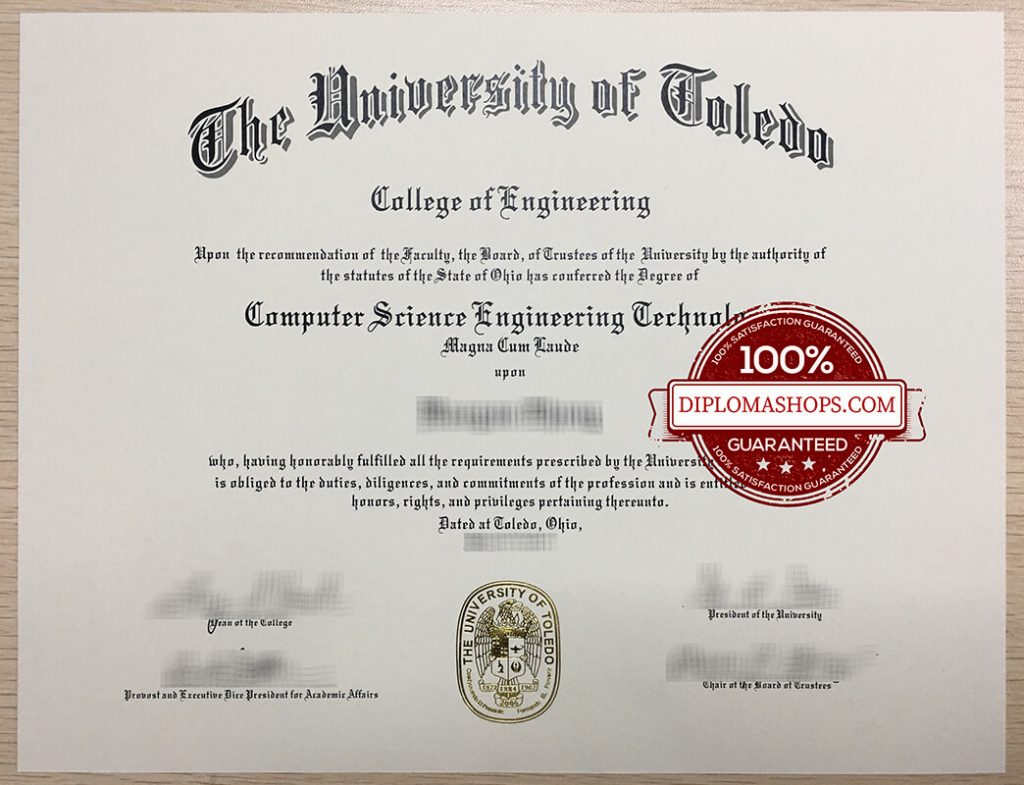 The University of Toledo
College of Engineering
Upon the recommendation of the Faculty, the Board, of Trustees of the University by the authority of
the statutes of the State of Ohio has conferred the Degree of
Computer Science Engineering Technolo
Magna Cum Laude
upon
who, having honorably fulfilled all the requirements prescribed by the Universit
is obliged to the duties, diligences, and commitments of the profession and is entitled
honors, rights, and privileges pertaining thereunto.
Dated at Toledo, Ohio,
100% SATISFACTION GUARANTEED
100%
DIPLOMASHOPS.COM
GUARANTEED
100% SATISFACTION GUARANTEED
Dean of the College
President of the University
Provost and Executive Vice President for Academic Affairs
Chair of the Board of Trustees
THE UNIVERSITY OF TOLEDO
1872 1884 1967
2006